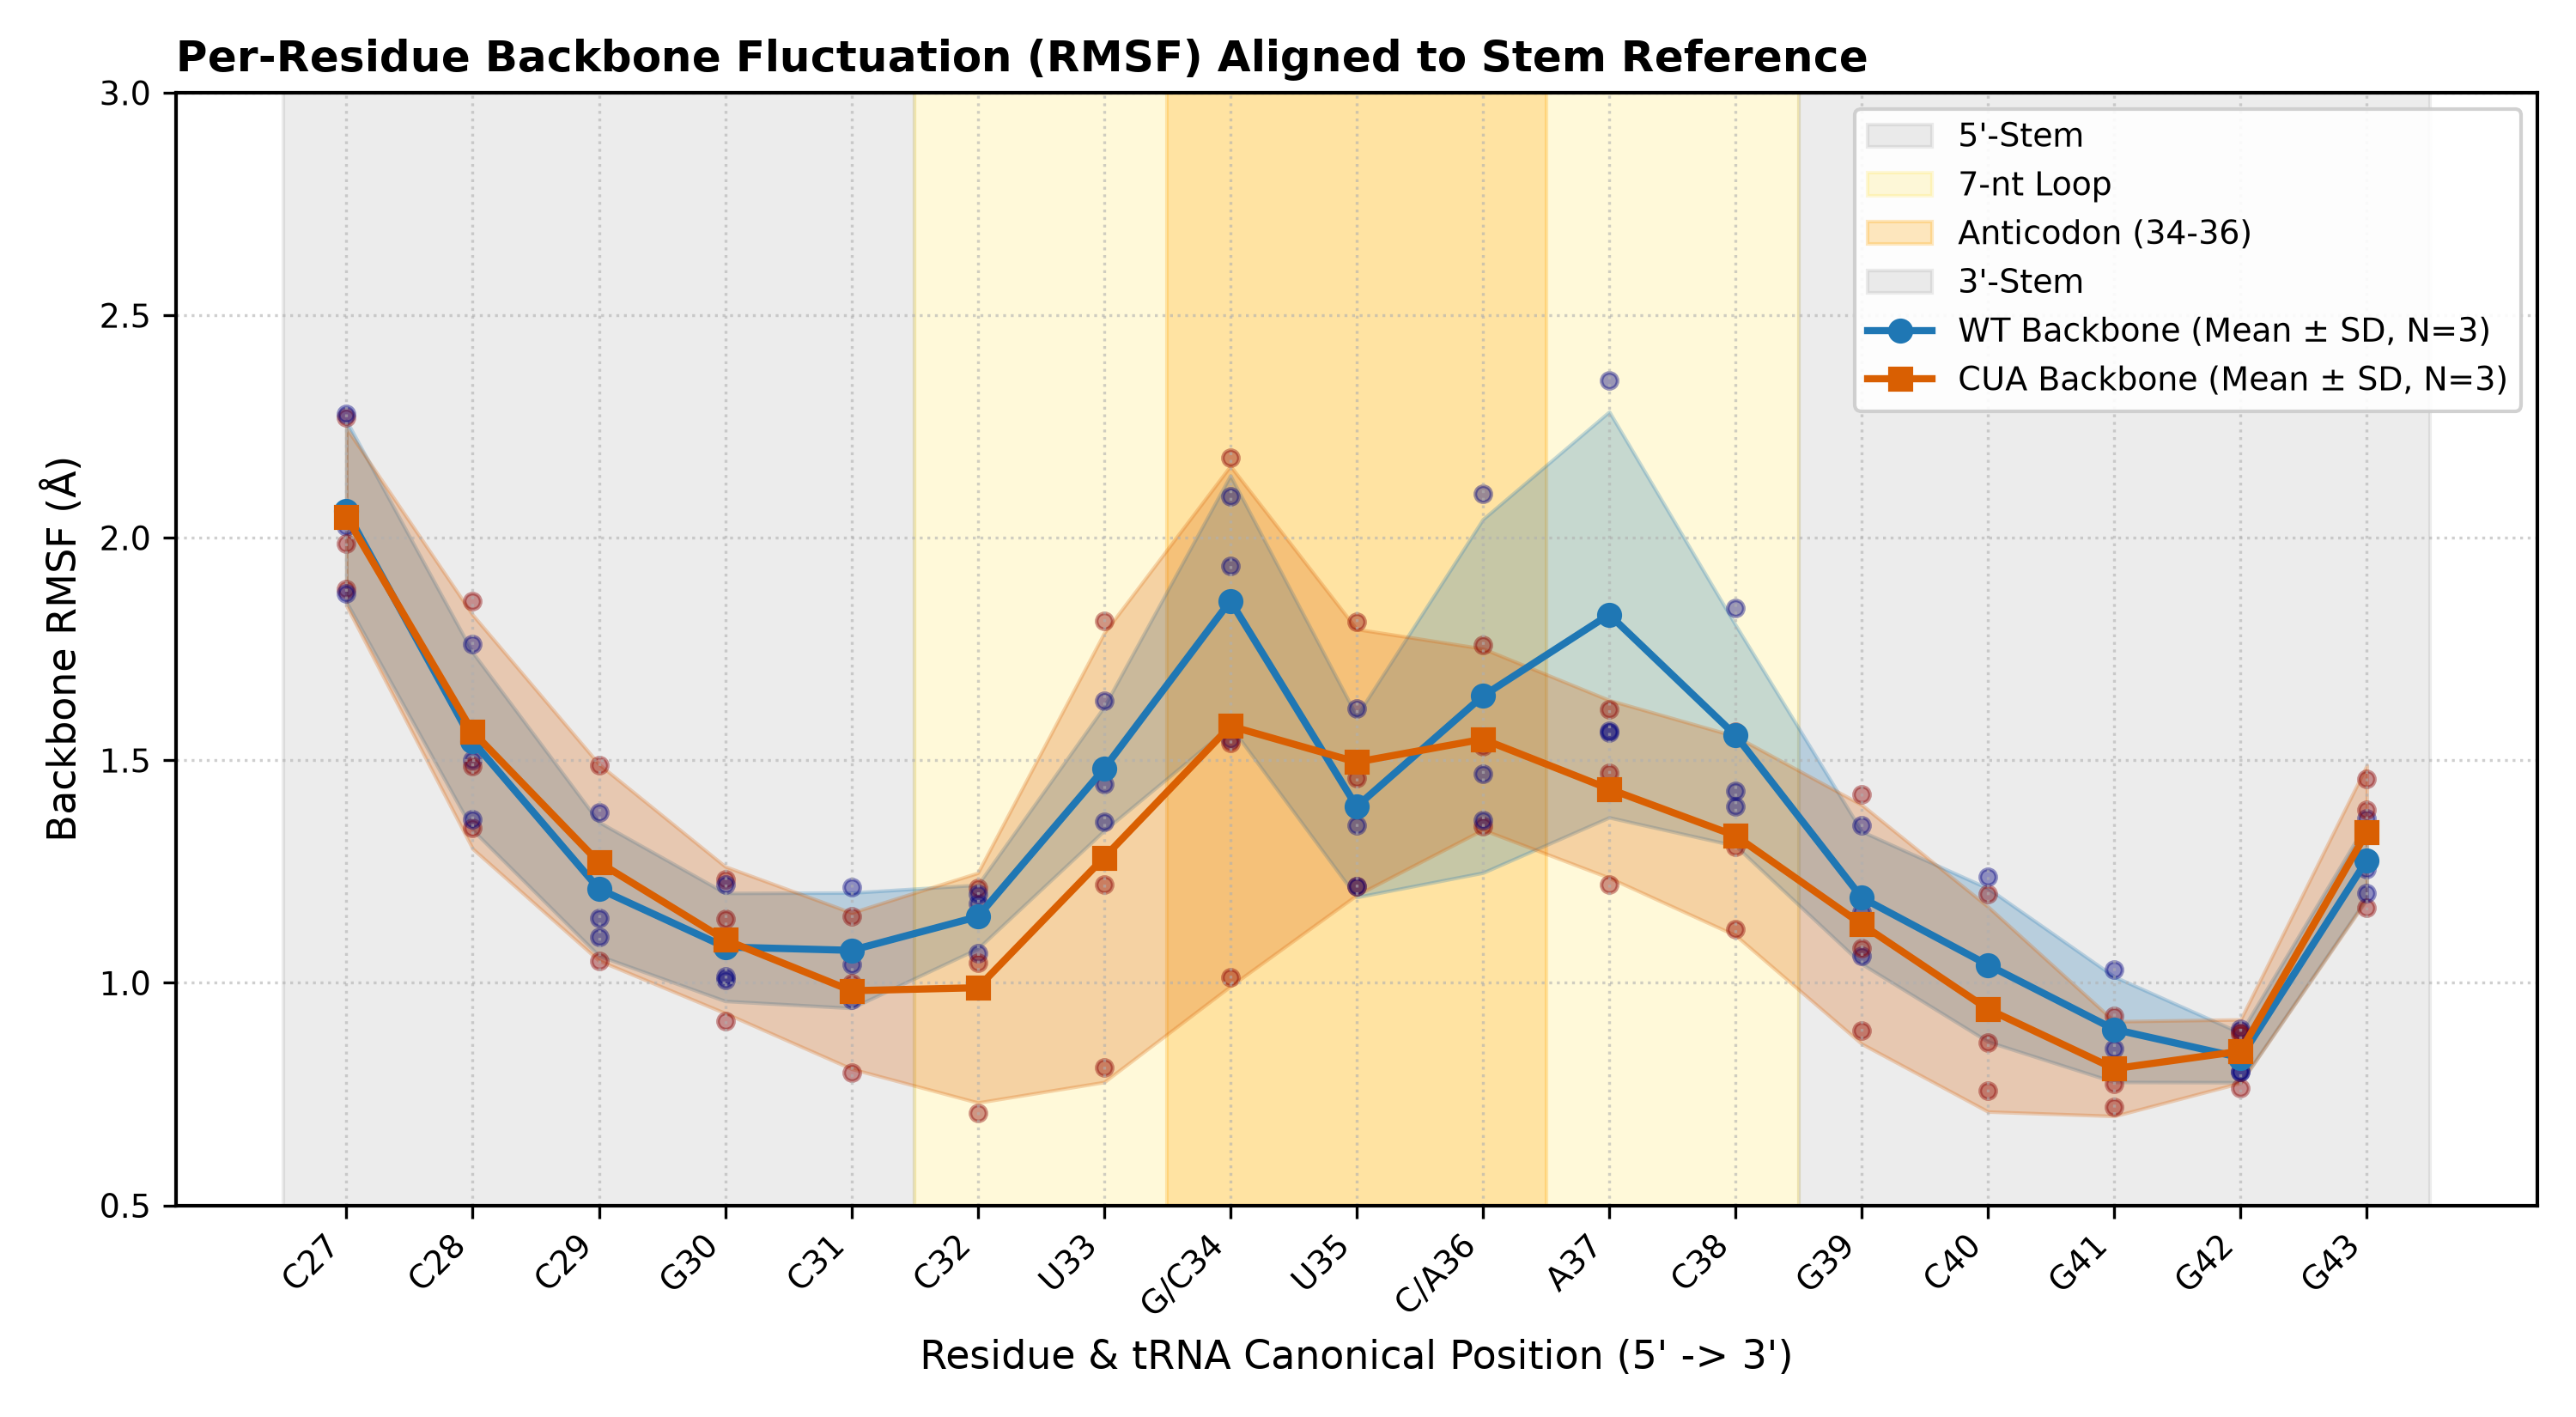 Per-Residue Backbone Fluctuation (RMSF) Aligned to Stem Reference
3.0
2.5
2.0
1.5
1.0
0.5
Backbone RMSF (Å)
5'-Stem
7-nt Loop
Anticodon (34-36)
3'-Stem
WT Backbone (Mean ± SD, N=3)
CUA Backbone (Mean ± SD, N=3)
C27
C28
C29
G30
C31
C32
U33
G/C34
U35
C/A36
A37
C38
G39
C40
G41
G42
G43
Residue & tRNA Canonical Position (5' -> 3')